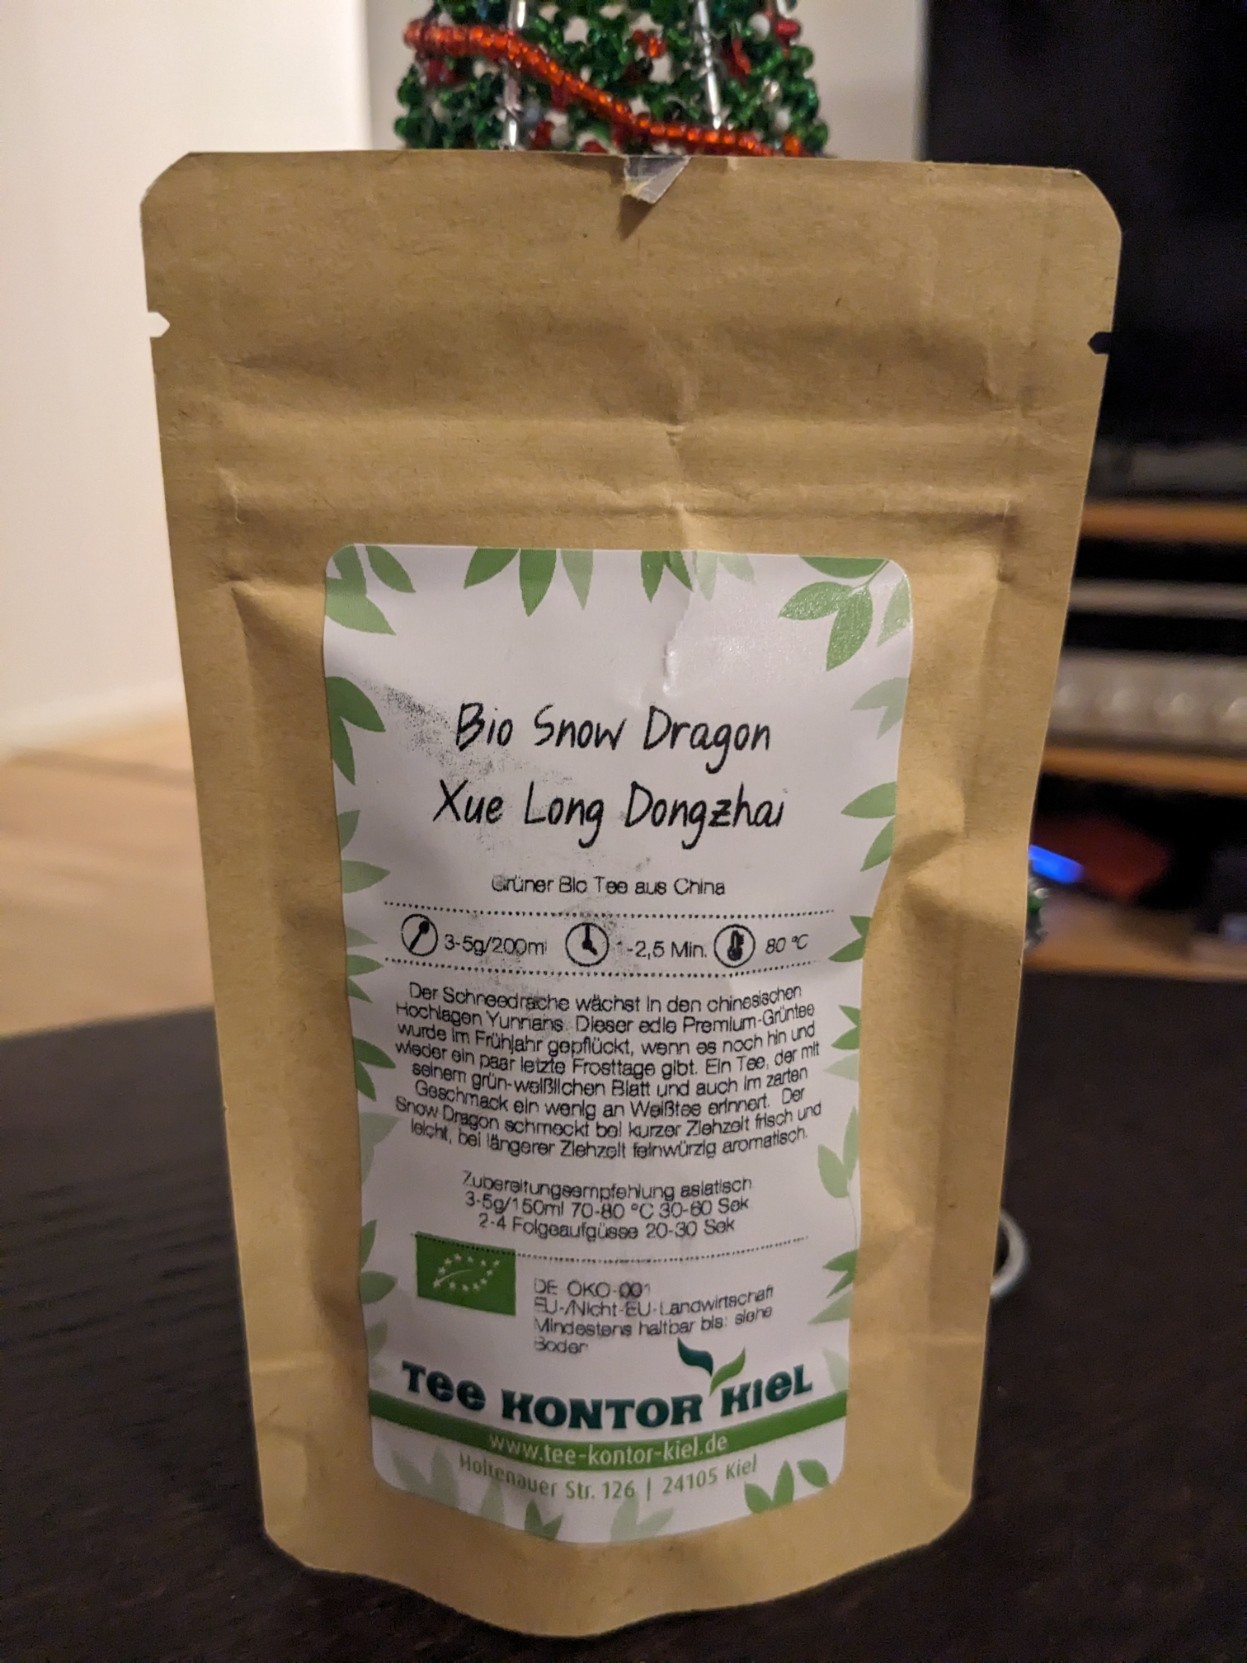 Bio Snow Dragon
Xue Long Dongzhai
Grüner Bio Tee aus China
3-5g/200ml -2,5 Min. 80 °C
Der Schneedrache wächst in den chinesischen
Hochlagen Yunnans. Dieser edle Premium-Grüntee
wurde im Frühjahr gepflückt, wenn es noch hin und
wieder ein paar letzte Frosttage gibt. Ein Tee, der mit
seinem grün-weißlichen Blatt und auch im zarten
Geschmack ein wenig an Weißtee erinnert. Der
Snow Dragon schmeckt bei kurzer Ziehzeit frisch und
leicht, bei längerer Ziehzeit feinwürzig aromatisch.
Zubereitungsempfehlung asiatisch
3-5g/150ml 70-80 °C 30-60 Sek
2-4 Folgeaufgüsse 20-30 Sek
DE ÖKO-001
EU-/Nicht-EU-Landwirtschaft
Mindestens haltbar bis: siehe
Boden
TEE KONTOR KIEL
www.tee-kontor-kiel.de
Holtenauer Str. 126 | 24105 Kiel